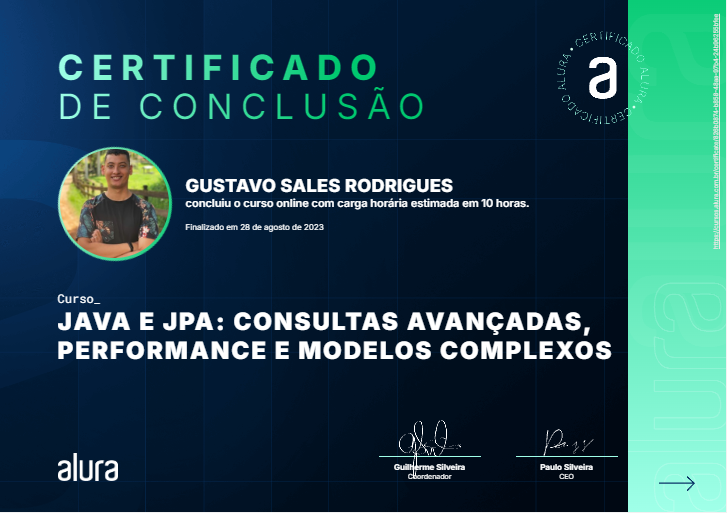 CERTIFICADO
DE CONCLUSÃO
CERTIFICADO ALURA • CERTIFICADO ALURA •
a
GUSTAVO SALES RODRIGUES
concluiu o curso online com carga horária estimada em 10 horas.
Finalizado em 28 de agosto de 2023
Curso_
JAVA E JPA: CONSULTAS AVANÇADAS,
PERFORMANCE E MODELOS COMPLEXOS
alura
Guilherme Silveira
Coordenador
Paulo Silveira
CEO
alura